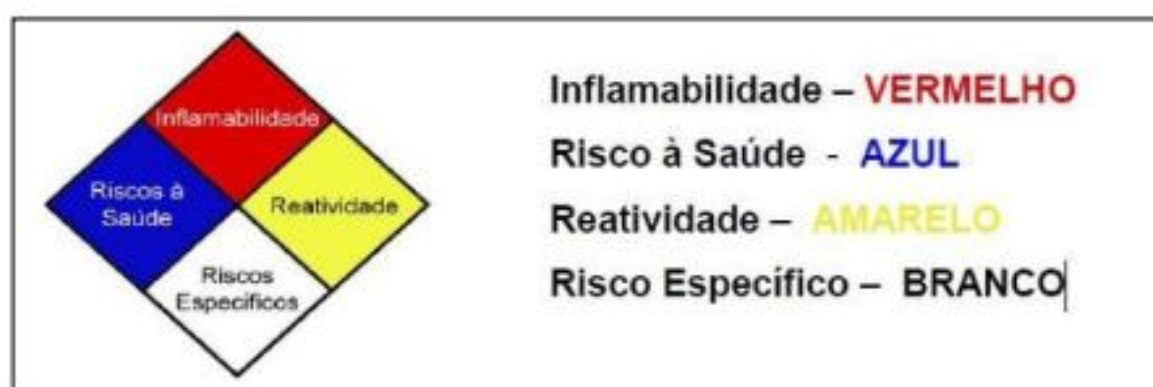 Inflamabilidade
Riscos à
Saúde
Reatividade
Riscos
Específicos
Inflamabilidade – VERMELHO
Risco à Saúde - AZUL
Reatividade – AMARELO
Risco Específico – BRANCO